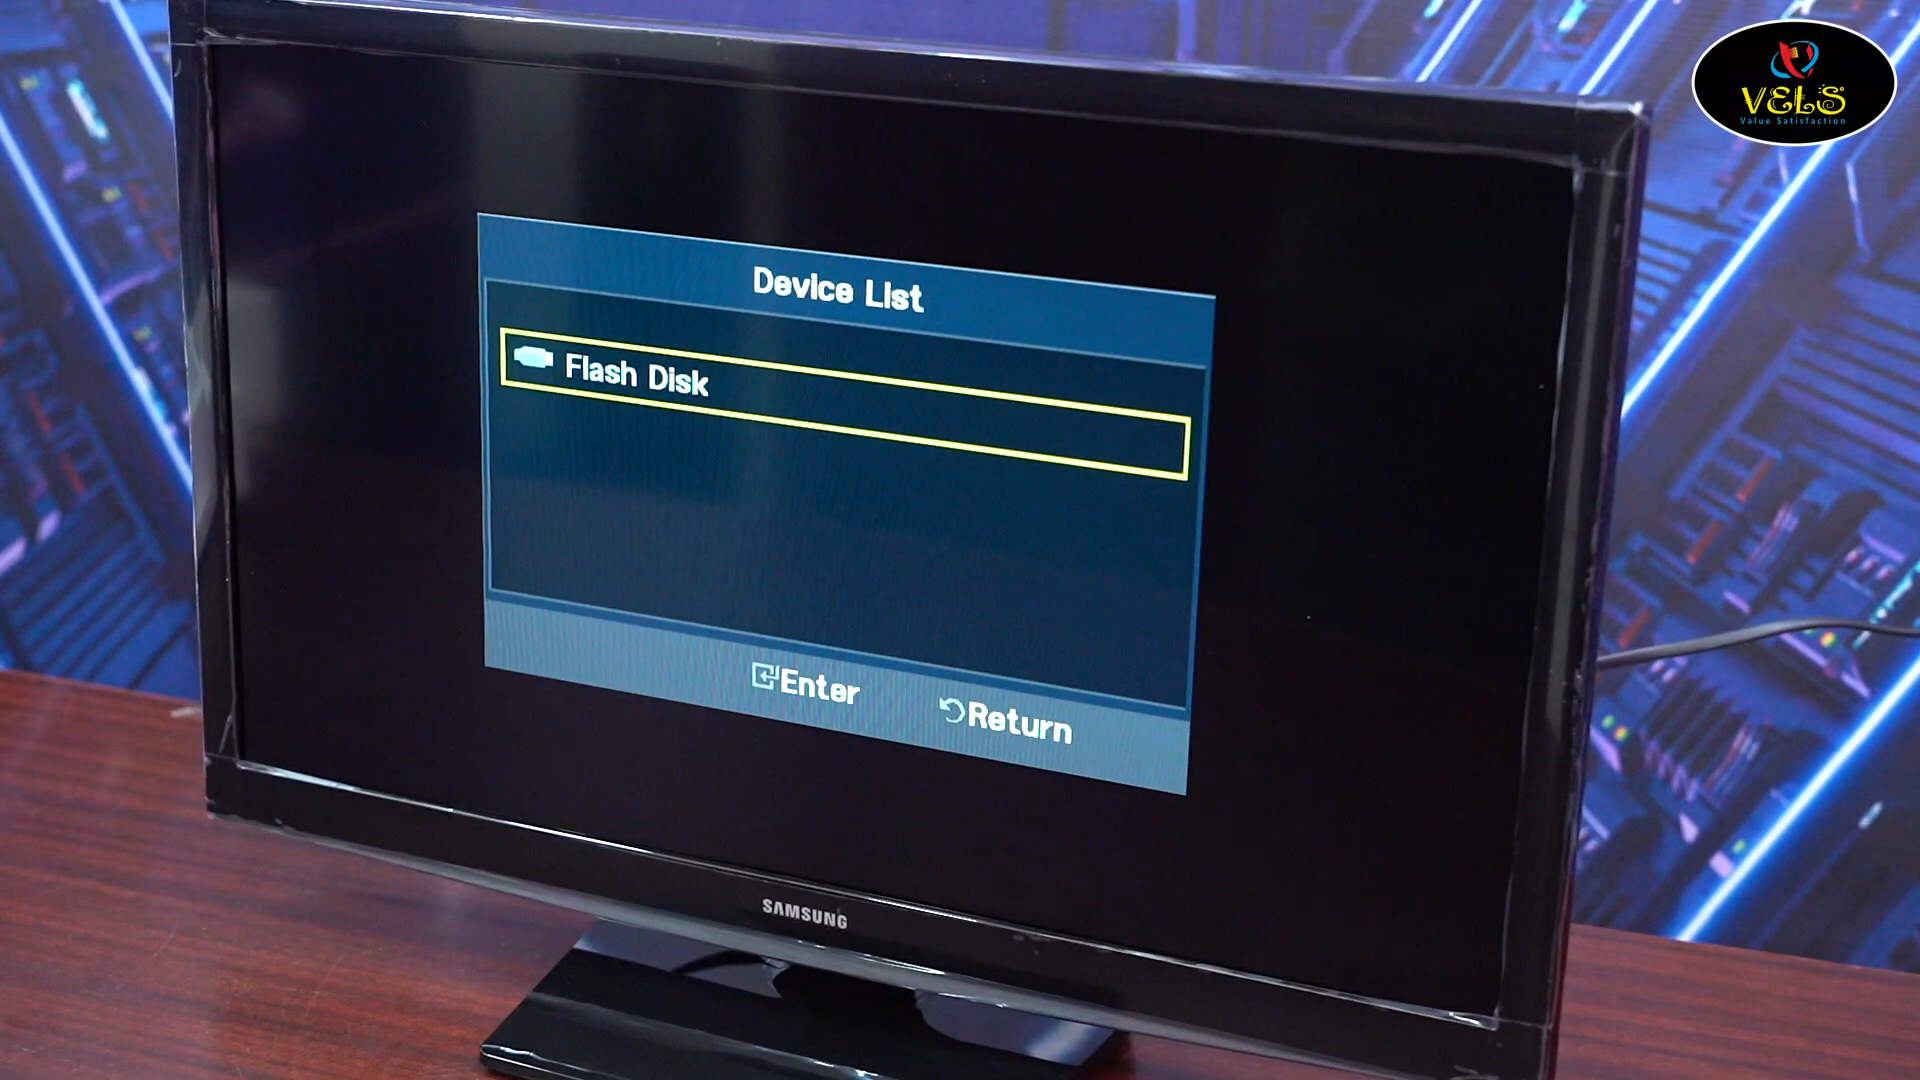 VELS
Value Satisfaction
Device List
Flash Disk
Enter
Return
SAMSUNG